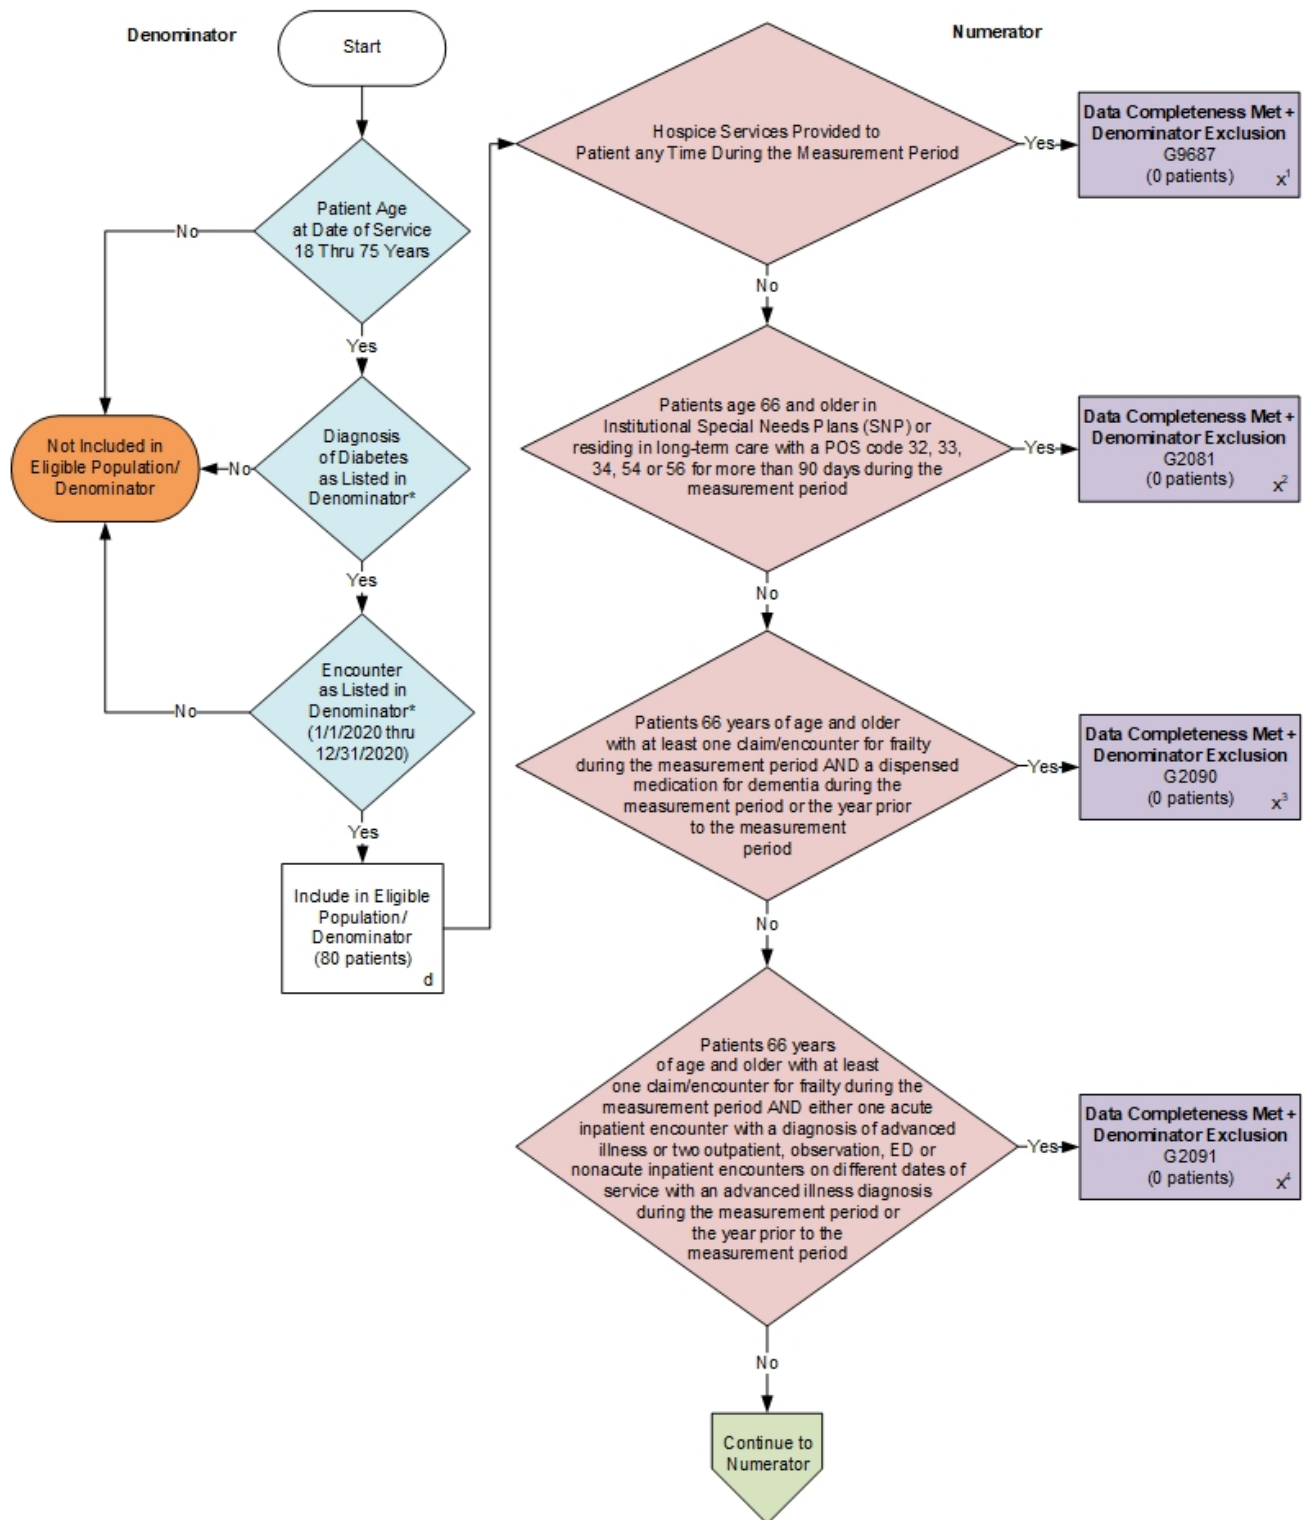 Denominator
Start
Patient Age
at Date of Service
18 Thru 75 Years
No
Yes
Diagnosis
of Diabetes
as Listed in
Denominator*
No
Not Included in
Eligible Population/
Denominator
Yes
Encounter
as Listed in
Denominator*
(1/1/2020 thru
12/31/2020)
No
Yes
Include in Eligible
Population/
Denominator
(80 patients)
d
Numerator
Hospice Services Provided to
Patient any Time During the Measurement Period
Yes
Data Completeness Met +
Denominator Exclusion
G9687
(0 patients)
x¹
No
Patients age 66 and older in
Institutional Special Needs Plans (SNP) or
residing in long-term care with a POS code 32, 33,
34, 54 or 56 for more than 90 days during the
measurement period
Yes
Data Completeness Met +
Denominator Exclusion
G2081
(0 patients)
x²
No
Patients 66 years of age and older
with at least one claim/encounter for frailty
during the measurement period AND a dispensed
medication for dementia during the
measurement period or the year prior
to the measurement
period
Yes
Data Completeness Met +
Denominator Exclusion
G2090
(0 patients)
x³
No
Patients 66 years
of age and older with at least
one claim/encounter for frailty during the
measurement period AND either one acute
inpatient encounter with a diagnosis of advanced
illness or two outpatient, observation, ED or
nonacute inpatient encounters on different dates of
service with an advanced illness diagnosis
during the measurement period or
the year prior to the
measurement period
Yes
Data Completeness Met +
Denominator Exclusion
G2091
(0 patients)
x⁴
No
Continue to
Numerator